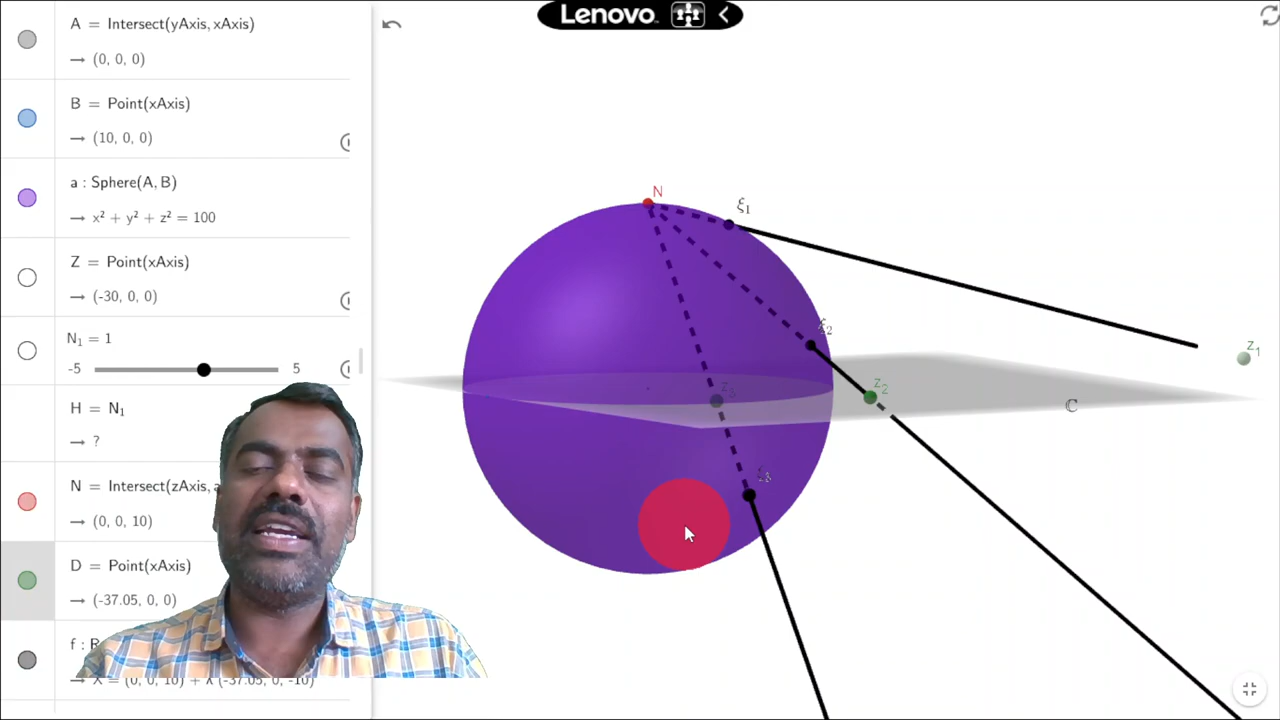 Lenovo
A = Intersect(yAxis, xAxis)
→ (0, 0, 0)
B = Point(xAxis)
→ (10, 0, 0)
a : Sphere(A, B)
→ x² + y² + z² = 100
Z = Point(xAxis)
→ (-30, 0, 0)
N₁ = 1
-5
5
H = N₁
→ ?
N = Intersect(zAxis,
→ (0, 0, 10)
D = Point(xAxis)
→ (-37.05, 0, 0)
f :
→ X = (0, 0, 10) + λ (-37.05, 0, -10)
N
ξ₁
ξ₂
z₁
z₂
ℂ